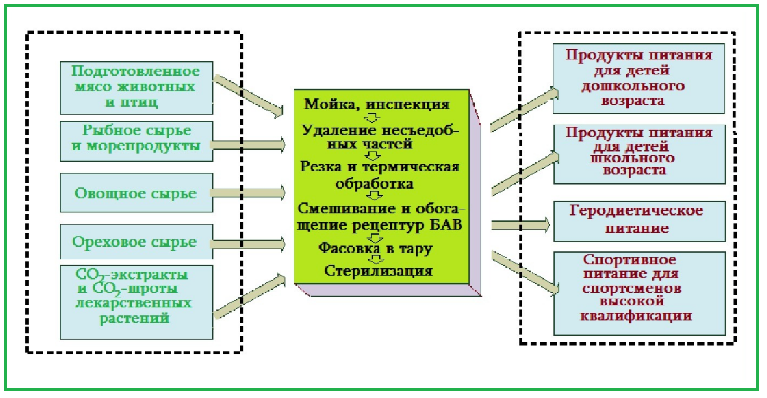 Подготовленное
мясо животных
и птиц
Рыбное сырье
и морепродукты
Овощное сырье
Ореховое сырье
СО2-экстракты
и СО2-шроты
лекарственных
растений
Мойка, инспекция
Удаление несъедоб-
ных частей
Резка и термическая
обработка
Смешивание и обога-
щение рецептур БАВ
Фасовка в тару
Стерилизация
Продукты питания
для детей
дошкольного
возраста
Продукты питания
для детей
школьного
возраста
Геродиетическое
питание
Спортивное
питание для
спортсменов
высокой
квалификации